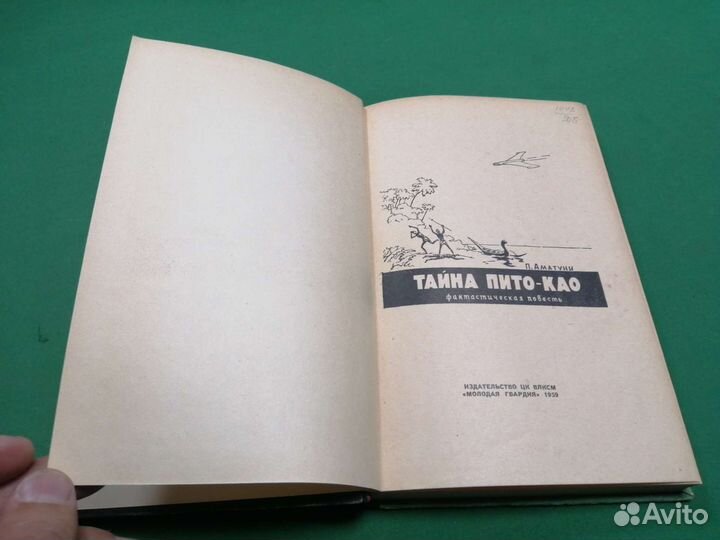 П. Аматуни
ТАЙНА ПИТО-КАО
фантастическая повесть
ИЗДАТЕЛЬСТВО ЦК ВЛКСМ
«МОЛОДАЯ ГВАРДИЯ» 1959
Avito